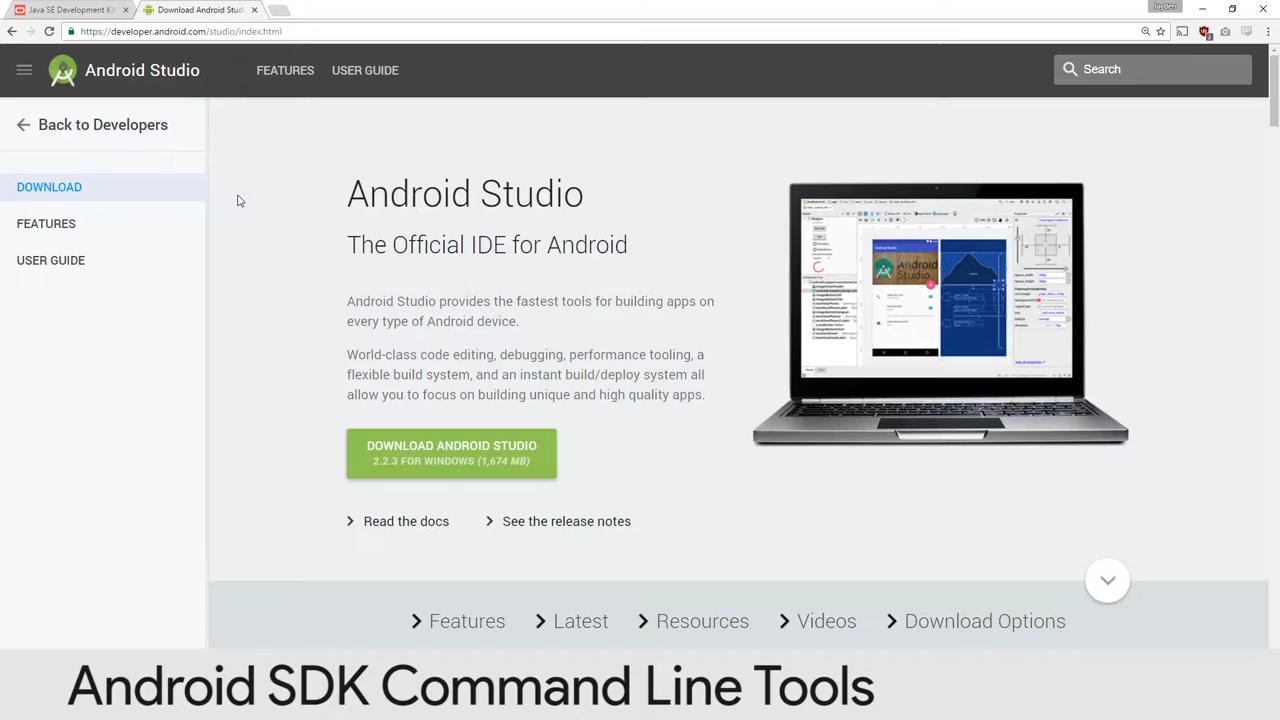 Java SE Development Kit
Download Android Studi
Jayden
https://developer.android.com/studio/index.html
Android Studio
FEATURES
USER GUIDE
Search
Back to Developers
DOWNLOAD
FEATURES
USER GUIDE
Android Studio
The Official IDE for Android
Android Studio provides the fastest tools for building apps on
every type of Android device.
World-class code editing, debugging, performance tooling, a
flexible build system, and an instant build/deploy system all
allow you to focus on building unique and high quality apps.
DOWNLOAD ANDROID STUDIO
2.2.3 FOR WINDOWS (1,674 MB)
Read the docs
See the release notes
Features
Latest
Resources
Videos
Download Options
Android SDK Command Line Tools